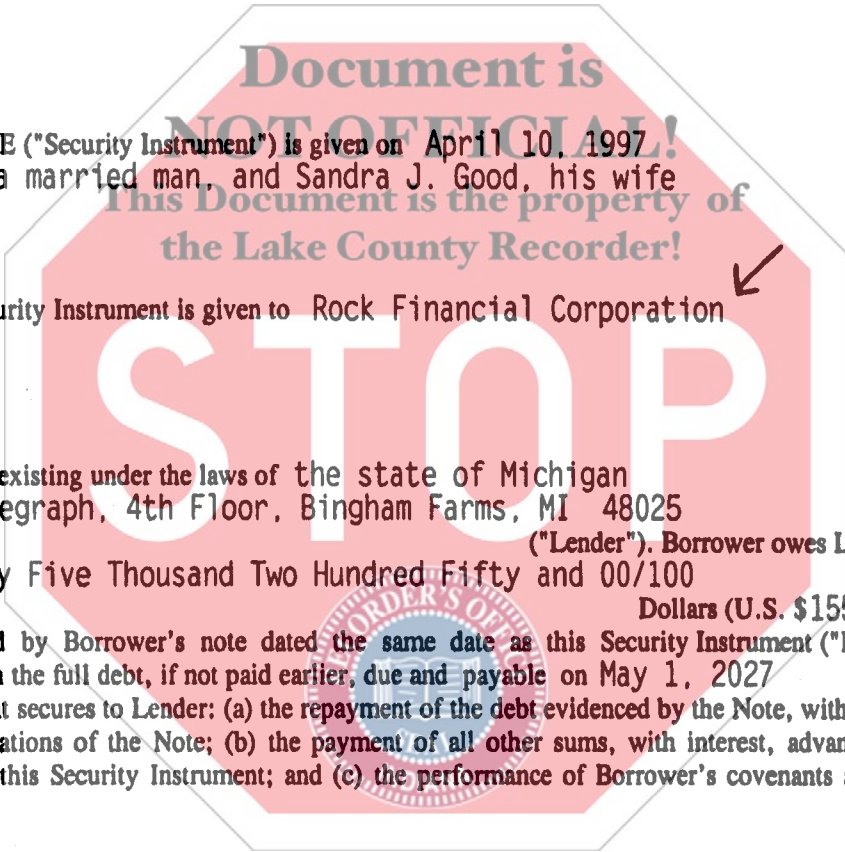 Document is
NOT OFFICIAL!
E ("Security Instrument") is given on April 10, 1997
a married man, and Sandra J. Good, his wife
This Document is the property of
the Lake County Recorder!
urity Instrument is given to Rock Financial Corporation
STOP
existing under the laws of the state of Michigan
egraph, 4th Floor, Bingham Farms, MI 48025
("Lender"). Borrower owes L
y Five Thousand Two Hundred Fifty and 00/100
Dollars (U.S. $155
RECORDER'S OF
d by Borrower's note dated the same date as this Security Instrument ("
the full debt, if not paid earlier, due and payable on May 1, 2027
t secures to Lender: (a) the repayment of the debt evidenced by the Note, with
ations of the Note; (b) the payment of all other sums, with interest, advan
this Security Instrument; and (c) the performance of Borrower's covenants